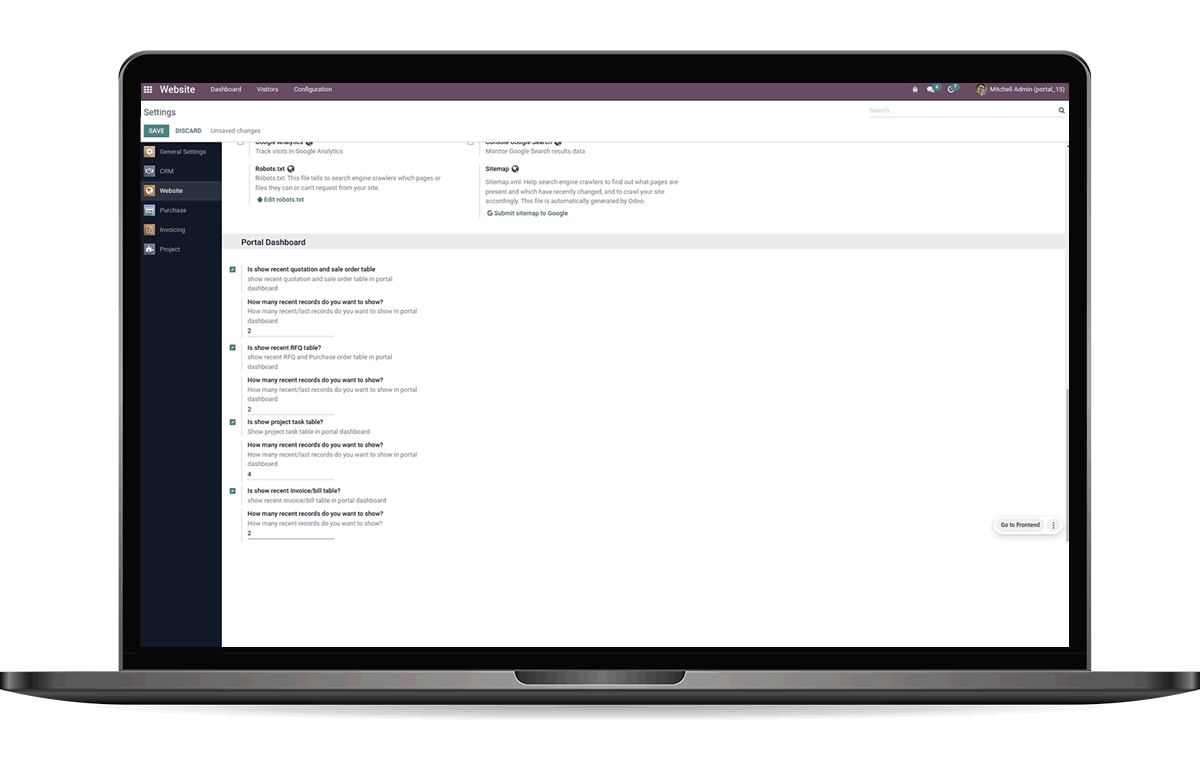 Website Dashboard Visitors Configuration Mitchell Admin (portal_15)
Settings
Search...
SAVE DISCARD Unsaved changes
General Settings
CRM
Website
Purchase
Invoicing
Project
Google Analytics
Track visits in Google Analytics
Console Google Search
Monitor Google Search results data
Robots.txt
Robots.txt: This file tells to search engine crawlers which pages or
files they can or can't request from your site.
Edit robots.txt
Sitemap
Sitemap.xml: Help search engine crawlers to find out what pages are
present and which have recently changed, and to crawl your site
accordingly. This file is automatically generated by Odoo.
Submit sitemap to Google
Portal Dashboard
Is show recent quotation and sale order table
show recent quotation and sale order table in portal
dashboard
How many recent records do you want to show?
How many recent/last records do you want to show in portal
dashboard
2
Is show recent RFQ table?
show recent RFQ and Purchase order table in portal
dashboard
How many recent records do you want to show?
How many recent/last records do you want to show in portal
dashboard
2
Is show project task table?
Show project task table in portal dashboard
How many recent records do you want to show?
How many recent/last records do you want to show in portal
dashboard
4
Is show recent invoice/bill table?
show recent invoice/bill table in portal dashboard
How many recent records do you want to show?
How many recent records do you want to show?
2
Go to Frontend